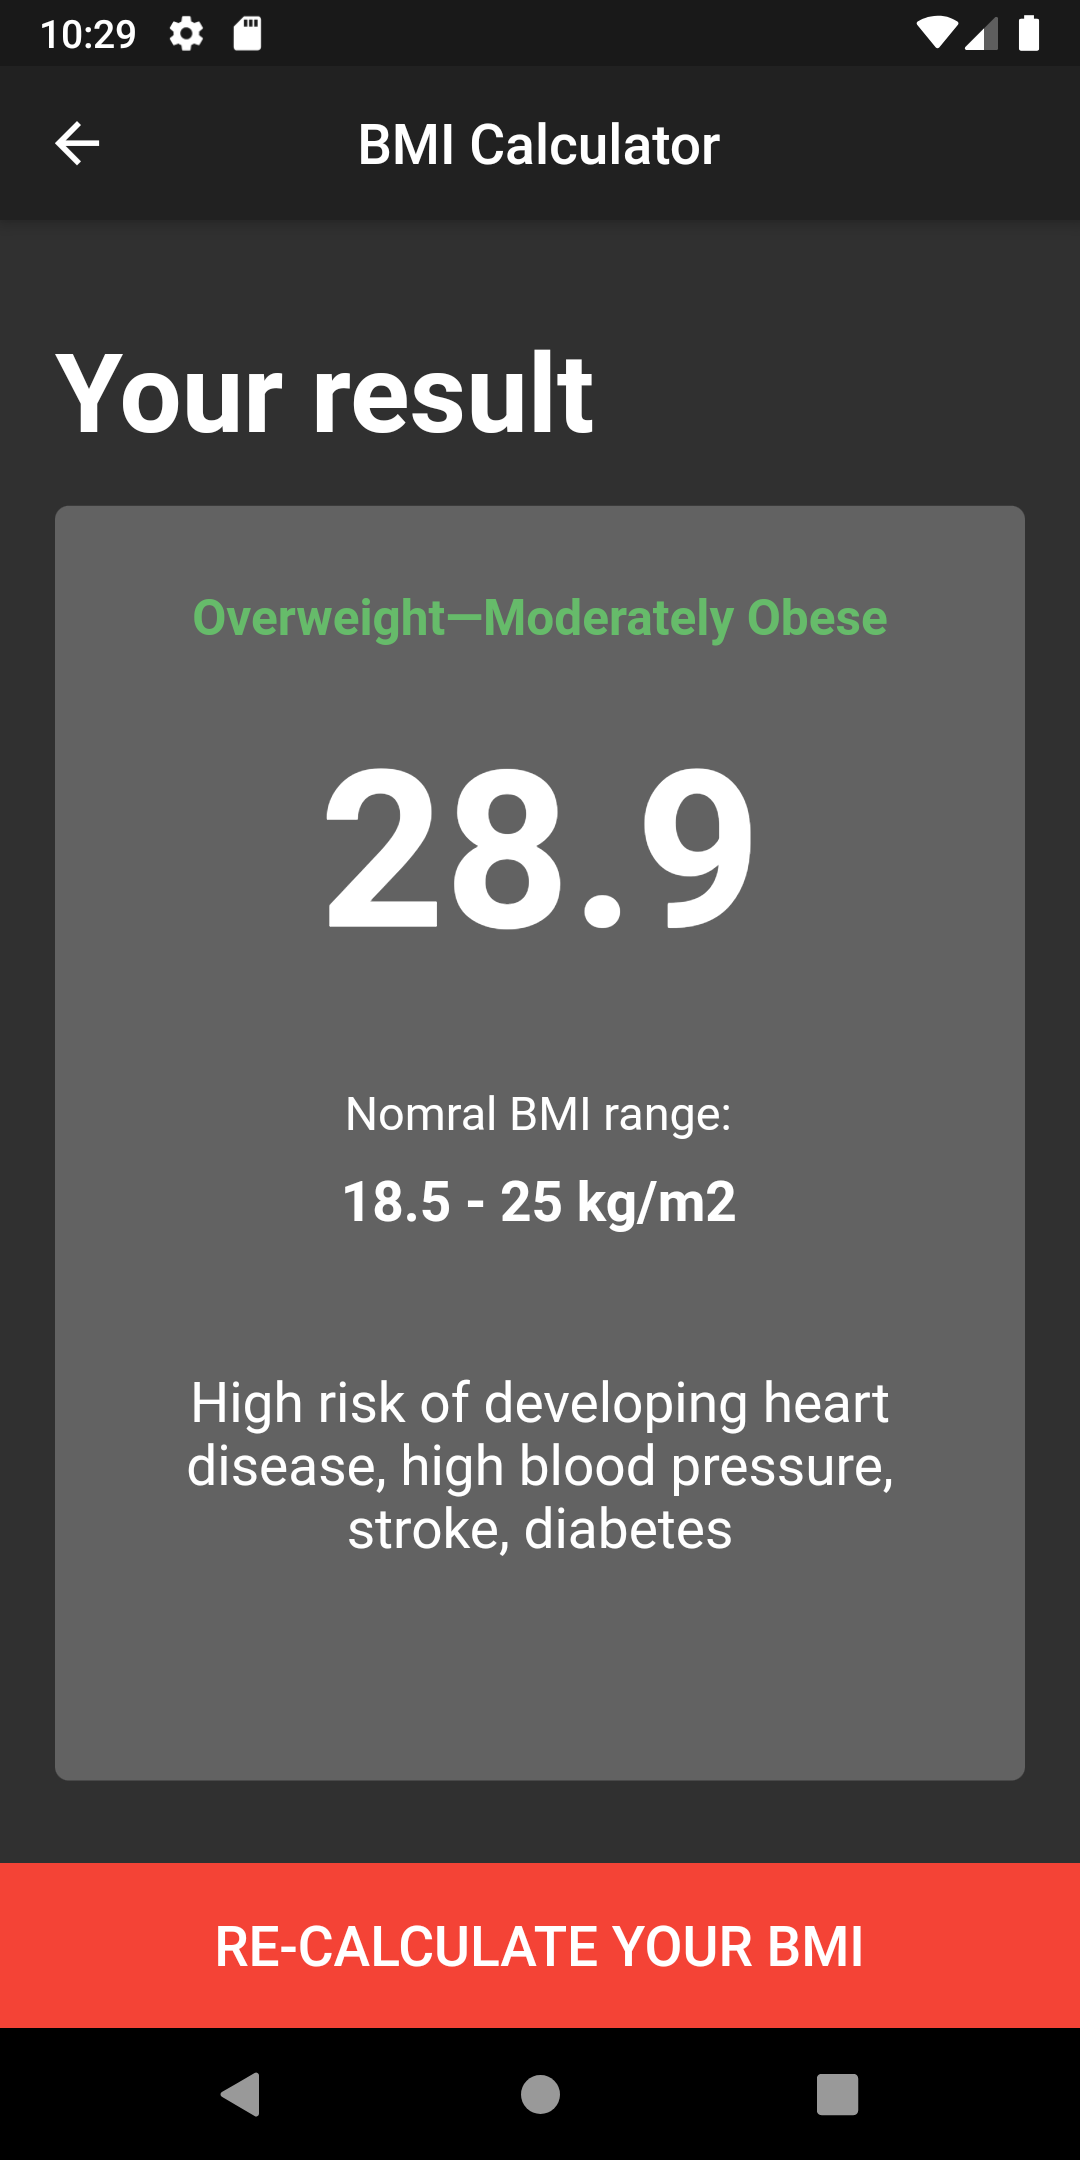 10:29
BMI Calculator
Your result
Overweight—Moderately Obese
28.9
Nomral BMI range:
18.5 - 25 kg/m2
High risk of developing heart
disease, high blood pressure,
stroke, diabetes
RE-CALCULATE YOUR BMI